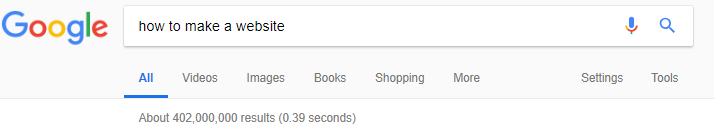 Google how to make a website
All Videos Images Books Shopping More Settings Tools
About 402,000,000 results (0.39 seconds)